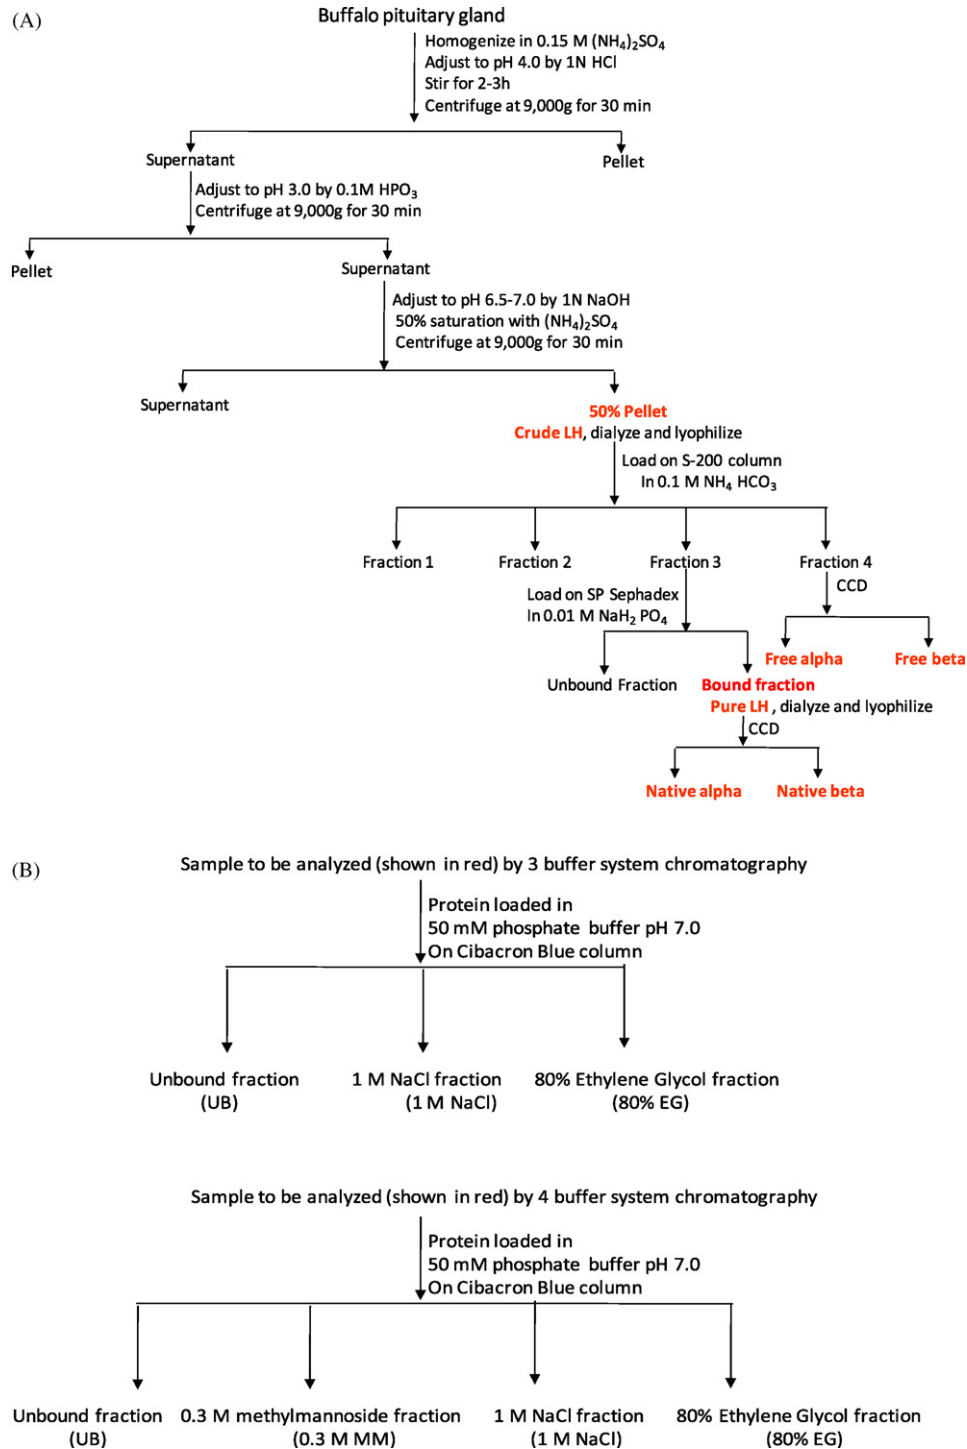 (A)
Buffalo pituitary gland
Homogenize in 0.15 M (NH₄)₂SO₄
Adjust to pH 4.0 by 1N HCl
Stir for 2-3h
Centrifuge at 9,000g for 30 min
Supernatant
Pellet
Adjust to pH 3.0 by 0.1M HPO₃
Centrifuge at 9,000g for 30 min
Pellet
Supernatant
Adjust to pH 6.5-7.0 by 1N NaOH
50% saturation with (NH₄)₂SO₄
Centrifuge at 9,000g for 30 min
Supernatant
50% Pellet
Crude LH, dialyze and lyophilize
Load on S-200 column
In 0.1 M NH₄ HCO₃
Fraction 1
Fraction 2
Fraction 3
Fraction 4
Load on SP Sephadex
In 0.01 M NaH₂ PO₄
CCD
Free alpha
Free beta
Unbound Fraction
Bound fraction
Pure LH , dialyze and lyophilize
CCD
Native alpha
Native beta
(B)
Sample to be analyzed (shown in red) by 3 buffer system chromatography
Protein loaded in
50 mM phosphate buffer pH 7.0
On Cibacron Blue column
Unbound fraction
(UB)
1 M NaCl fraction
(1 M NaCl)
80% Ethylene Glycol fraction
(80% EG)
Sample to be analyzed (shown in red) by 4 buffer system chromatography
Protein loaded in
50 mM phosphate buffer pH 7.0
On Cibacron Blue column
Unbound fraction
(UB)
0.3 M methylmannoside fraction
(0.3 M MM)
1 M NaCl fraction
(1 M NaCl)
80% Ethylene Glycol fraction
(80% EG)